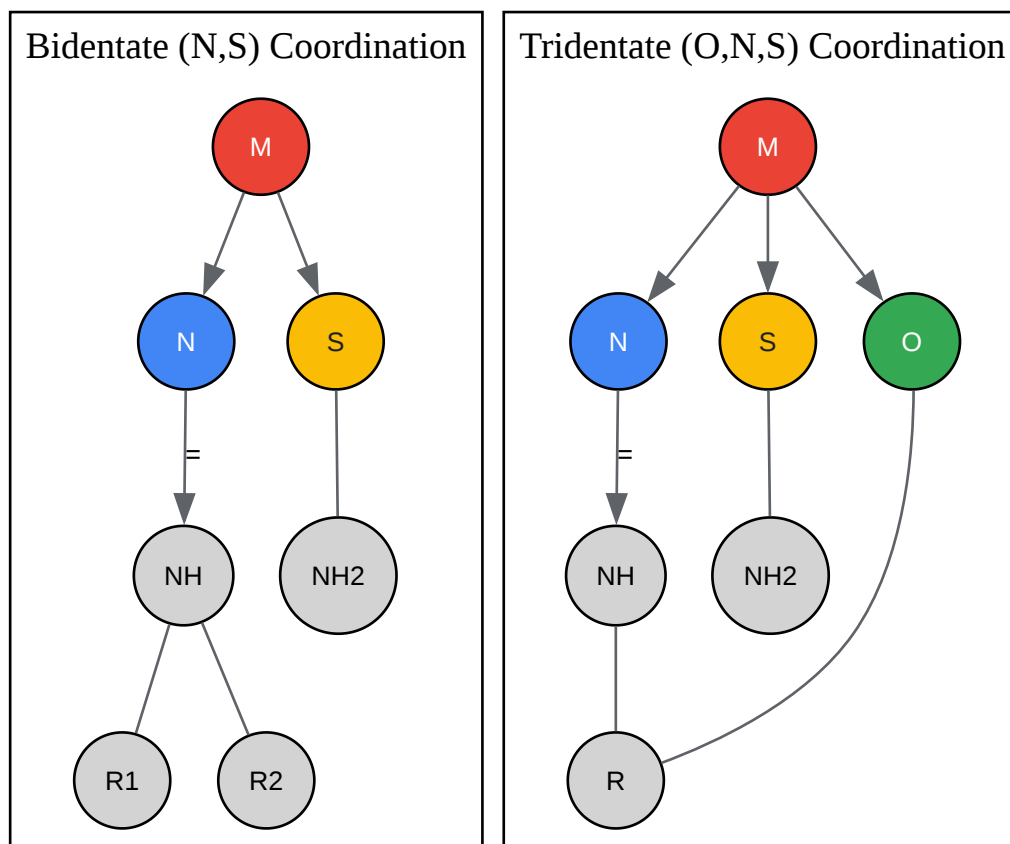 Bidentate (N,S) Coordination
M
N
S
=
NH
NH2
R1
R2
Tridentate (O,N,S) Coordination
M
N
S
O
=
NH
NH2
R